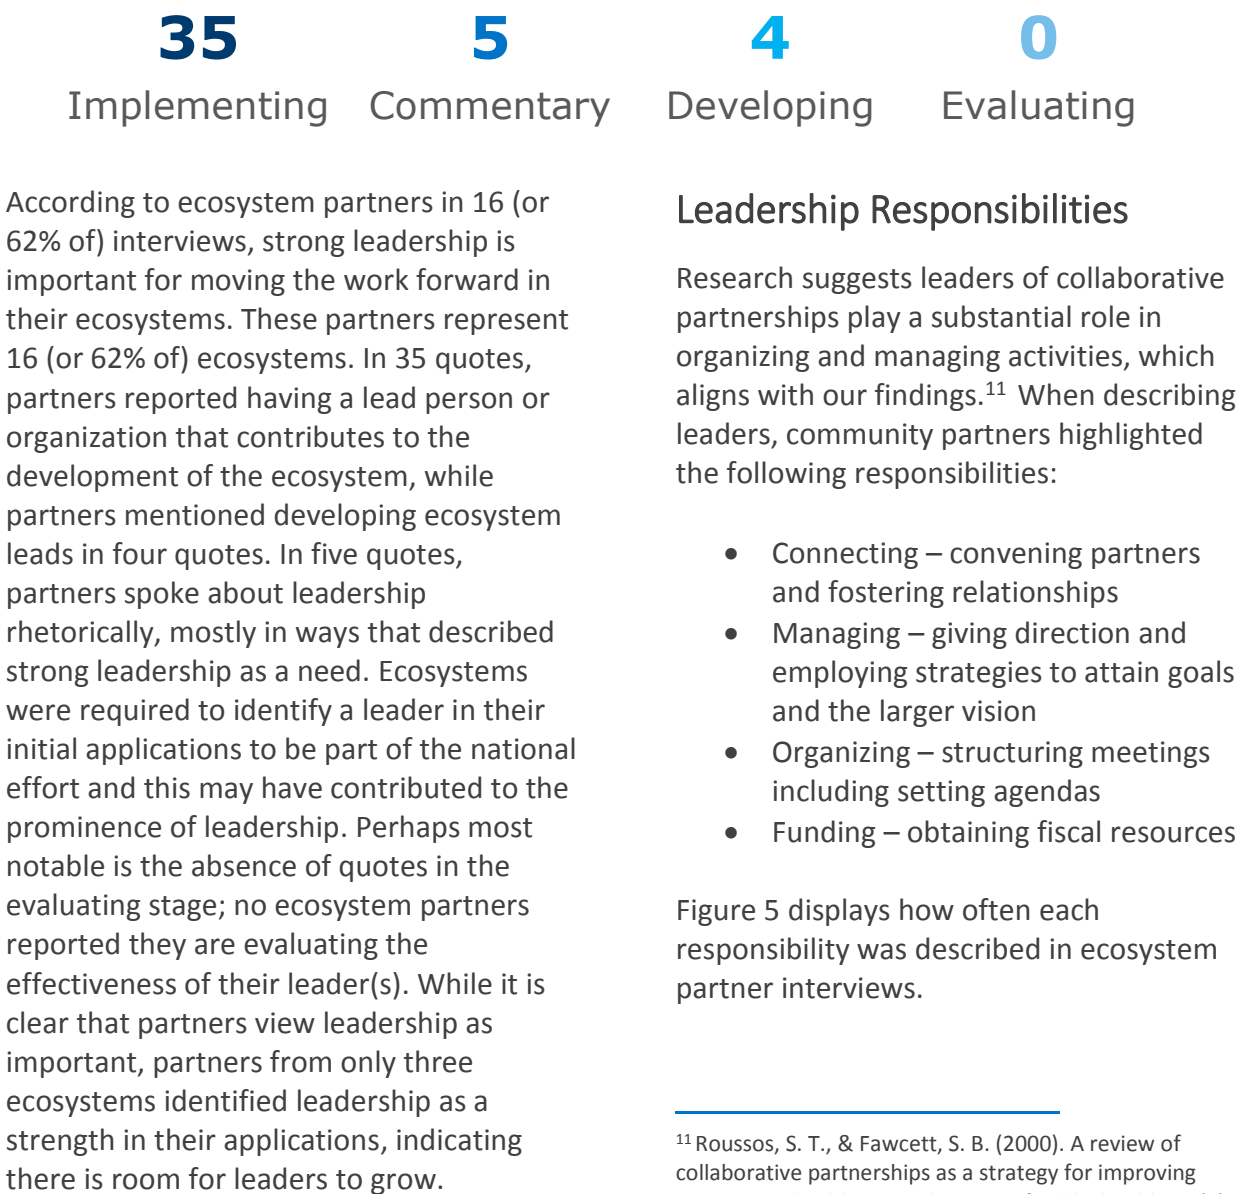 35 5 4 0
Implementing Commentary Developing Evaluating
According to ecosystem partners in 16 (or
62% of) interviews, strong leadership is
important for moving the work forward in
their ecosystems. These partners represent
16 (or 62% of) ecosystems. In 35 quotes,
partners reported having a lead person or
organization that contributes to the
development of the ecosystem, while
partners mentioned developing ecosystem
leads in four quotes. In five quotes,
partners spoke about leadership
rhetorically, mostly in ways that described
strong leadership as a need. Ecosystems
were required to identify a leader in their
initial applications to be part of the national
effort and this may have contributed to the
prominence of leadership. Perhaps most
notable is the absence of quotes in the
evaluating stage; no ecosystem partners
reported they are evaluating the
effectiveness of their leader(s). While it is
clear that partners view leadership as
important, partners from only three
ecosystems identified leadership as a
strength in their applications, indicating
there is room for leaders to grow.
Leadership Responsibilities
Research suggests leaders of collaborative
partnerships play a substantial role in
organizing and managing activities, which
aligns with our findings.¹¹ When describing
leaders, community partners highlighted
the following responsibilities:
• Connecting – convening partners
and fostering relationships
• Managing – giving direction and
employing strategies to attain goals
and the larger vision
• Organizing – structuring meetings
including setting agendas
• Funding – obtaining fiscal resources
Figure 5 displays how often each
responsibility was described in ecosystem
partner interviews.
¹¹ Roussos, S. T., & Fawcett, S. B. (2000). A review of
collaborative partnerships as a strategy for improving